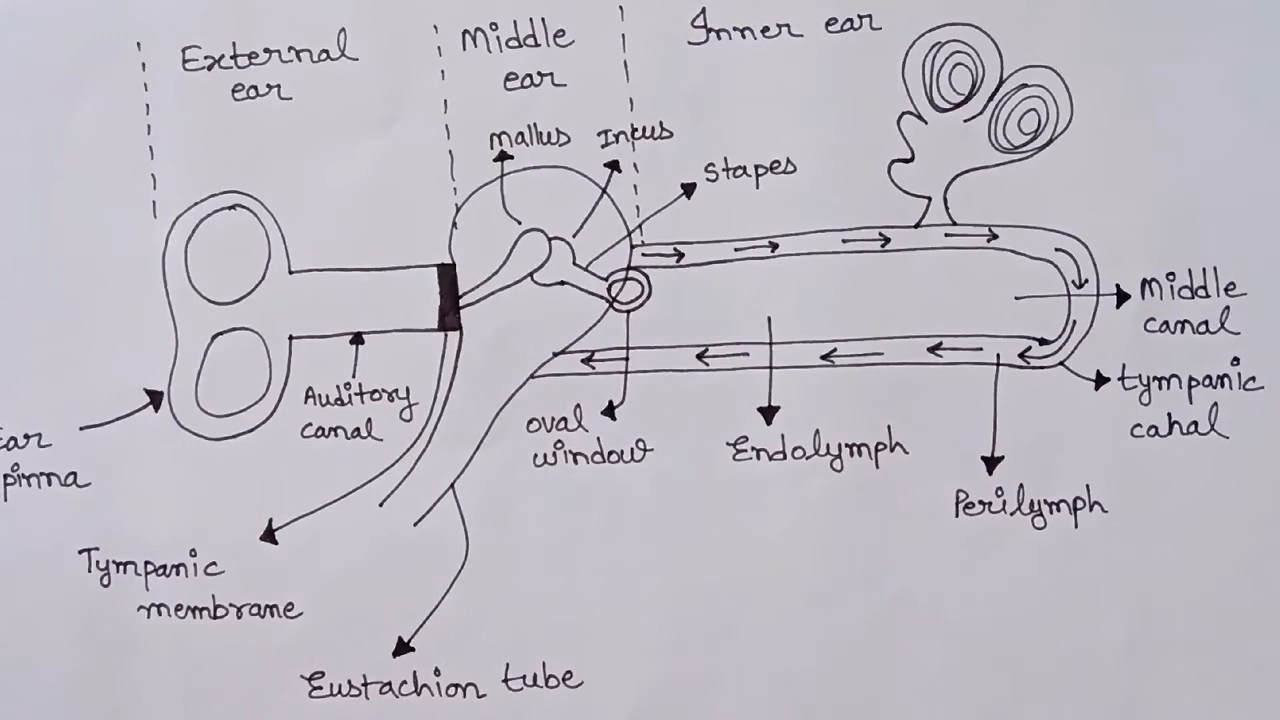 External
ear
Middle
ear
Inner ear
Mallus
Incus
Stapes
Middle
canal
tympanic
cahal
Auditory
canal
oval
window
Endolymph
Perilymph
Ear
pinna
Tympanic
membrane
Eustachion tube